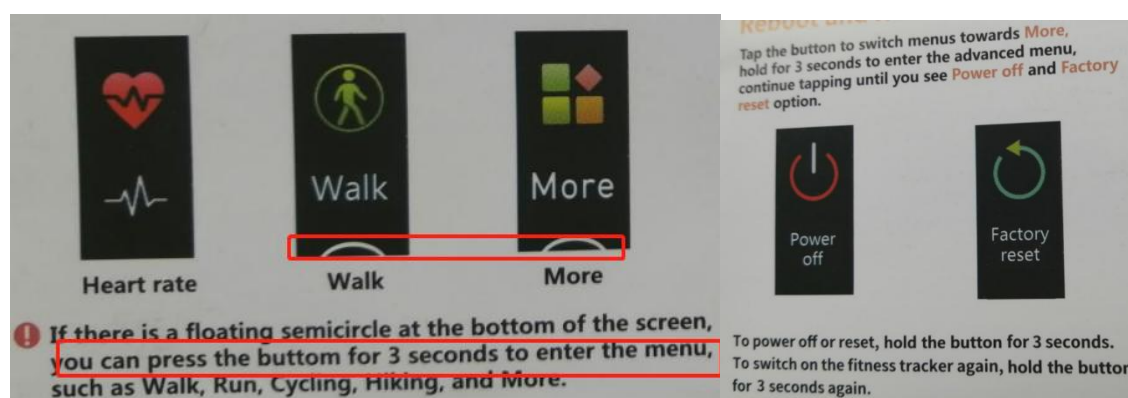 Walk
More
Heart rate
Walk
More
If there is a floating semicircle at the bottom of the screen,
you can press the buttom for 3 seconds to enter the menu,
such as Walk, Run, Cycling, Hiking, and More.
Reboot and
Tap the button to switch menus towards More,
hold for 3 seconds to enter the advanced menu,
continue tapping until you see Power off and Factory
reset option.
Power
off
Factory
reset
To power off or reset, hold the button for 3 seconds.
To switch on the fitness tracker again, hold the button
for 3 seconds again.